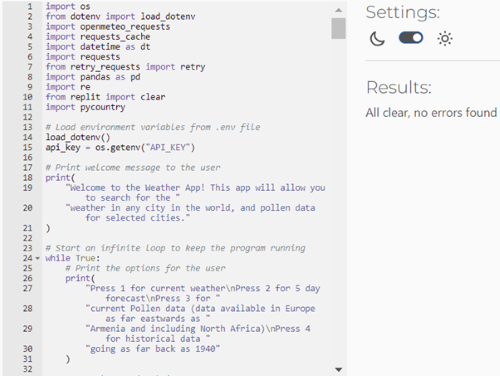 1 import os
2 from dotenv import load_dotenv
3 import openmeteo_requests
4 import requests_cache
5 import datetime as dt
6 import requests
7 from retry_requests import retry
8 import pandas as pd
9 import re
10 from replit import clear
11 import pycountry
12
13 # Load environment variables from .env file
14 load_dotenv()
15 api_key = os.getenv("API_KEY")
16
17 # Print welcome message to the user
18 print(
19 "Welcome to the Weather App! This app will allow you
to search for the "
20 "weather in any city in the world, and pollen data
for selected cities."
21 )
22
23 # Start an infinite loop to keep the program running
24 while True:
25 # Print the options for the user
26 print(
27 "Press 1 for current weather\nPress 2 for 5 day
forecast\nPress 3 for "
28 "current Pollen data (data available in Europe
as far eastwards as "
29 "Armenia and including North Africa)\nPress 4
for historical data "
30 "going as far back as 1940"
31 )
32
Settings:
Results:
All clear, no errors found